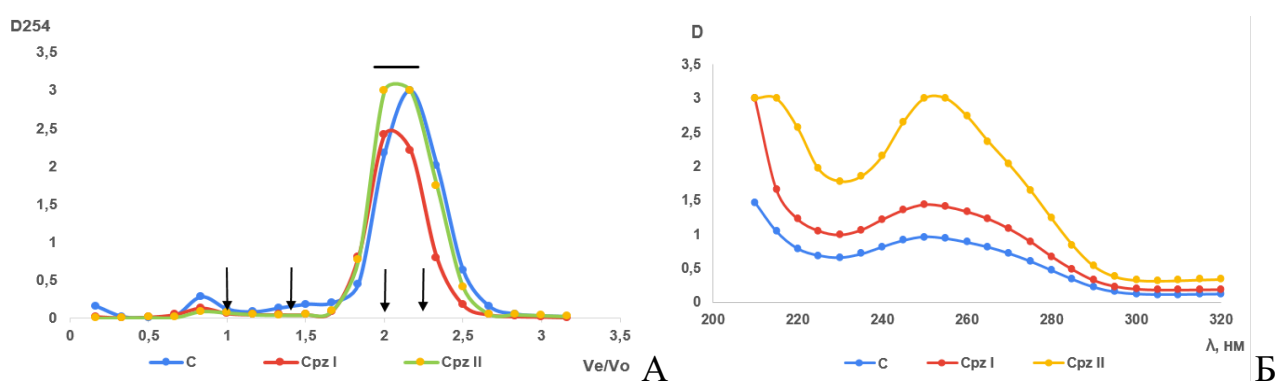 D254
3,5
3
2,5
2
1,5
1
0,5
0
0 0,5 1 1,5 2 2,5 3 3,5
C Cpz I Cpz II Ve/Vo
А
D
3,5
3
2,5
2
1,5
1
0,5
0
200 220 240 260 280 300 320
λ, нм
C Cpz I Cpz II
Б